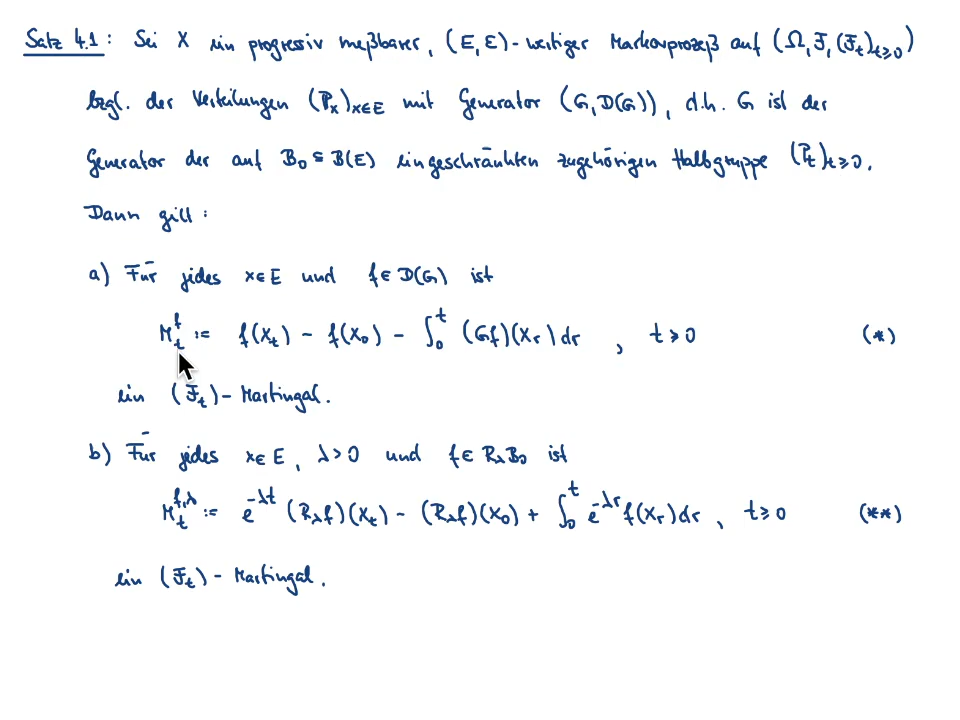 Satz 4.1: Sei X ein progressiv meßbarer, (E, ℰ)-wertiger Markovprozeß auf (Ω, ℱ, (ℱ_t)_{t≥0})
bzgl. der Verteilungen (P_x)_{x∈E} mit Generator (G, D(G)), d.h. G ist der
Generator der auf B_0 ⊆ B(E) eingeschränkten zugehörigen Halbgruppe (P_t)_{t≥0}.
Dann gilt:
a) Für jedes x∈E und f∈D(G) ist
M_t^f := f(X_t) - f(X_0) - ∫_0^t (Gf)(X_r) dr , t≥0 (*)
ein (ℱ_t)-Martingal.
b) Für jedes x∈E, λ>0 und f∈R_λB_0 ist
M_t^{f,λ} := e^{-λt} (R_λf)(X_t) - (R_λf)(X_0) + ∫_0^t e^{-λr} f(X_r) dr , t≥0 (**)
ein (ℱ_t)-Martingal.